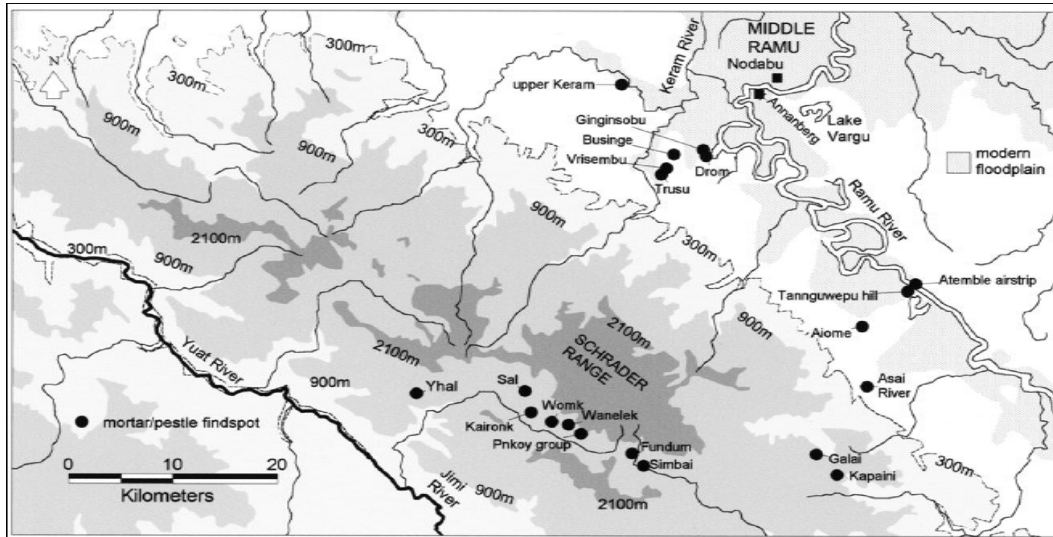 300m
MIDDLE
RAMU
Nodabu
N
300m
upper Keram
Keram River
Annanberg
Lake
Vargu
900m
300m
Ginginsobu
Businge
Vrisembu
Drom
Trusu
modern
floodplain
900m
900m
Ramu River
2100m
300m
900m
300m
Atemble airstrip
Tannguwepu hill
2100m
900m
Aiome
SCHRADER
RANGE
Yuat River
2100m
900m
Yhal
Sal
Asai
River
mortar/pestle findspot
Womk
Wanelek
Kaironk
Pnkoy group
Fundum
Simbai
Galai
Kapaini
300m
0 10 20
Kilometers
Jimi
River
900m
2100m